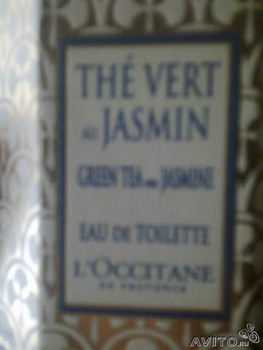 THÉ VERT
AU JASMIN
GREEN TEA AND JASMINE
EAU DE TOILETTE
L'OCCITANE
EN PROVENCE
AVITO.ru